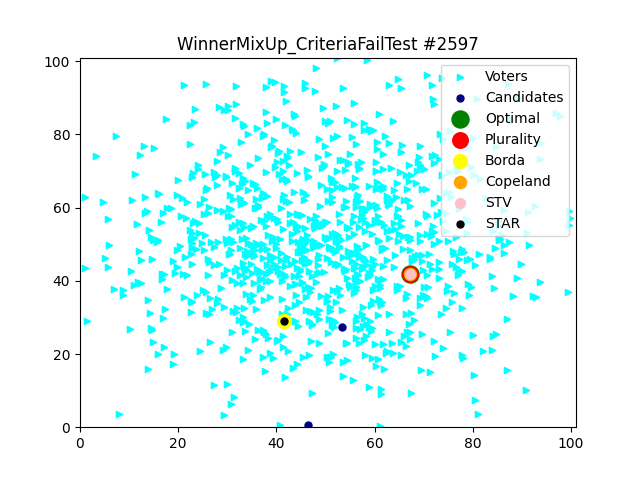 WinnerMixUp_CriteriaFailTest #2597
100
80
60
40
20
0
0 20 40 60 80 100
Voters
Candidates
Optimal
Plurality
Borda
Copeland
STV
STAR